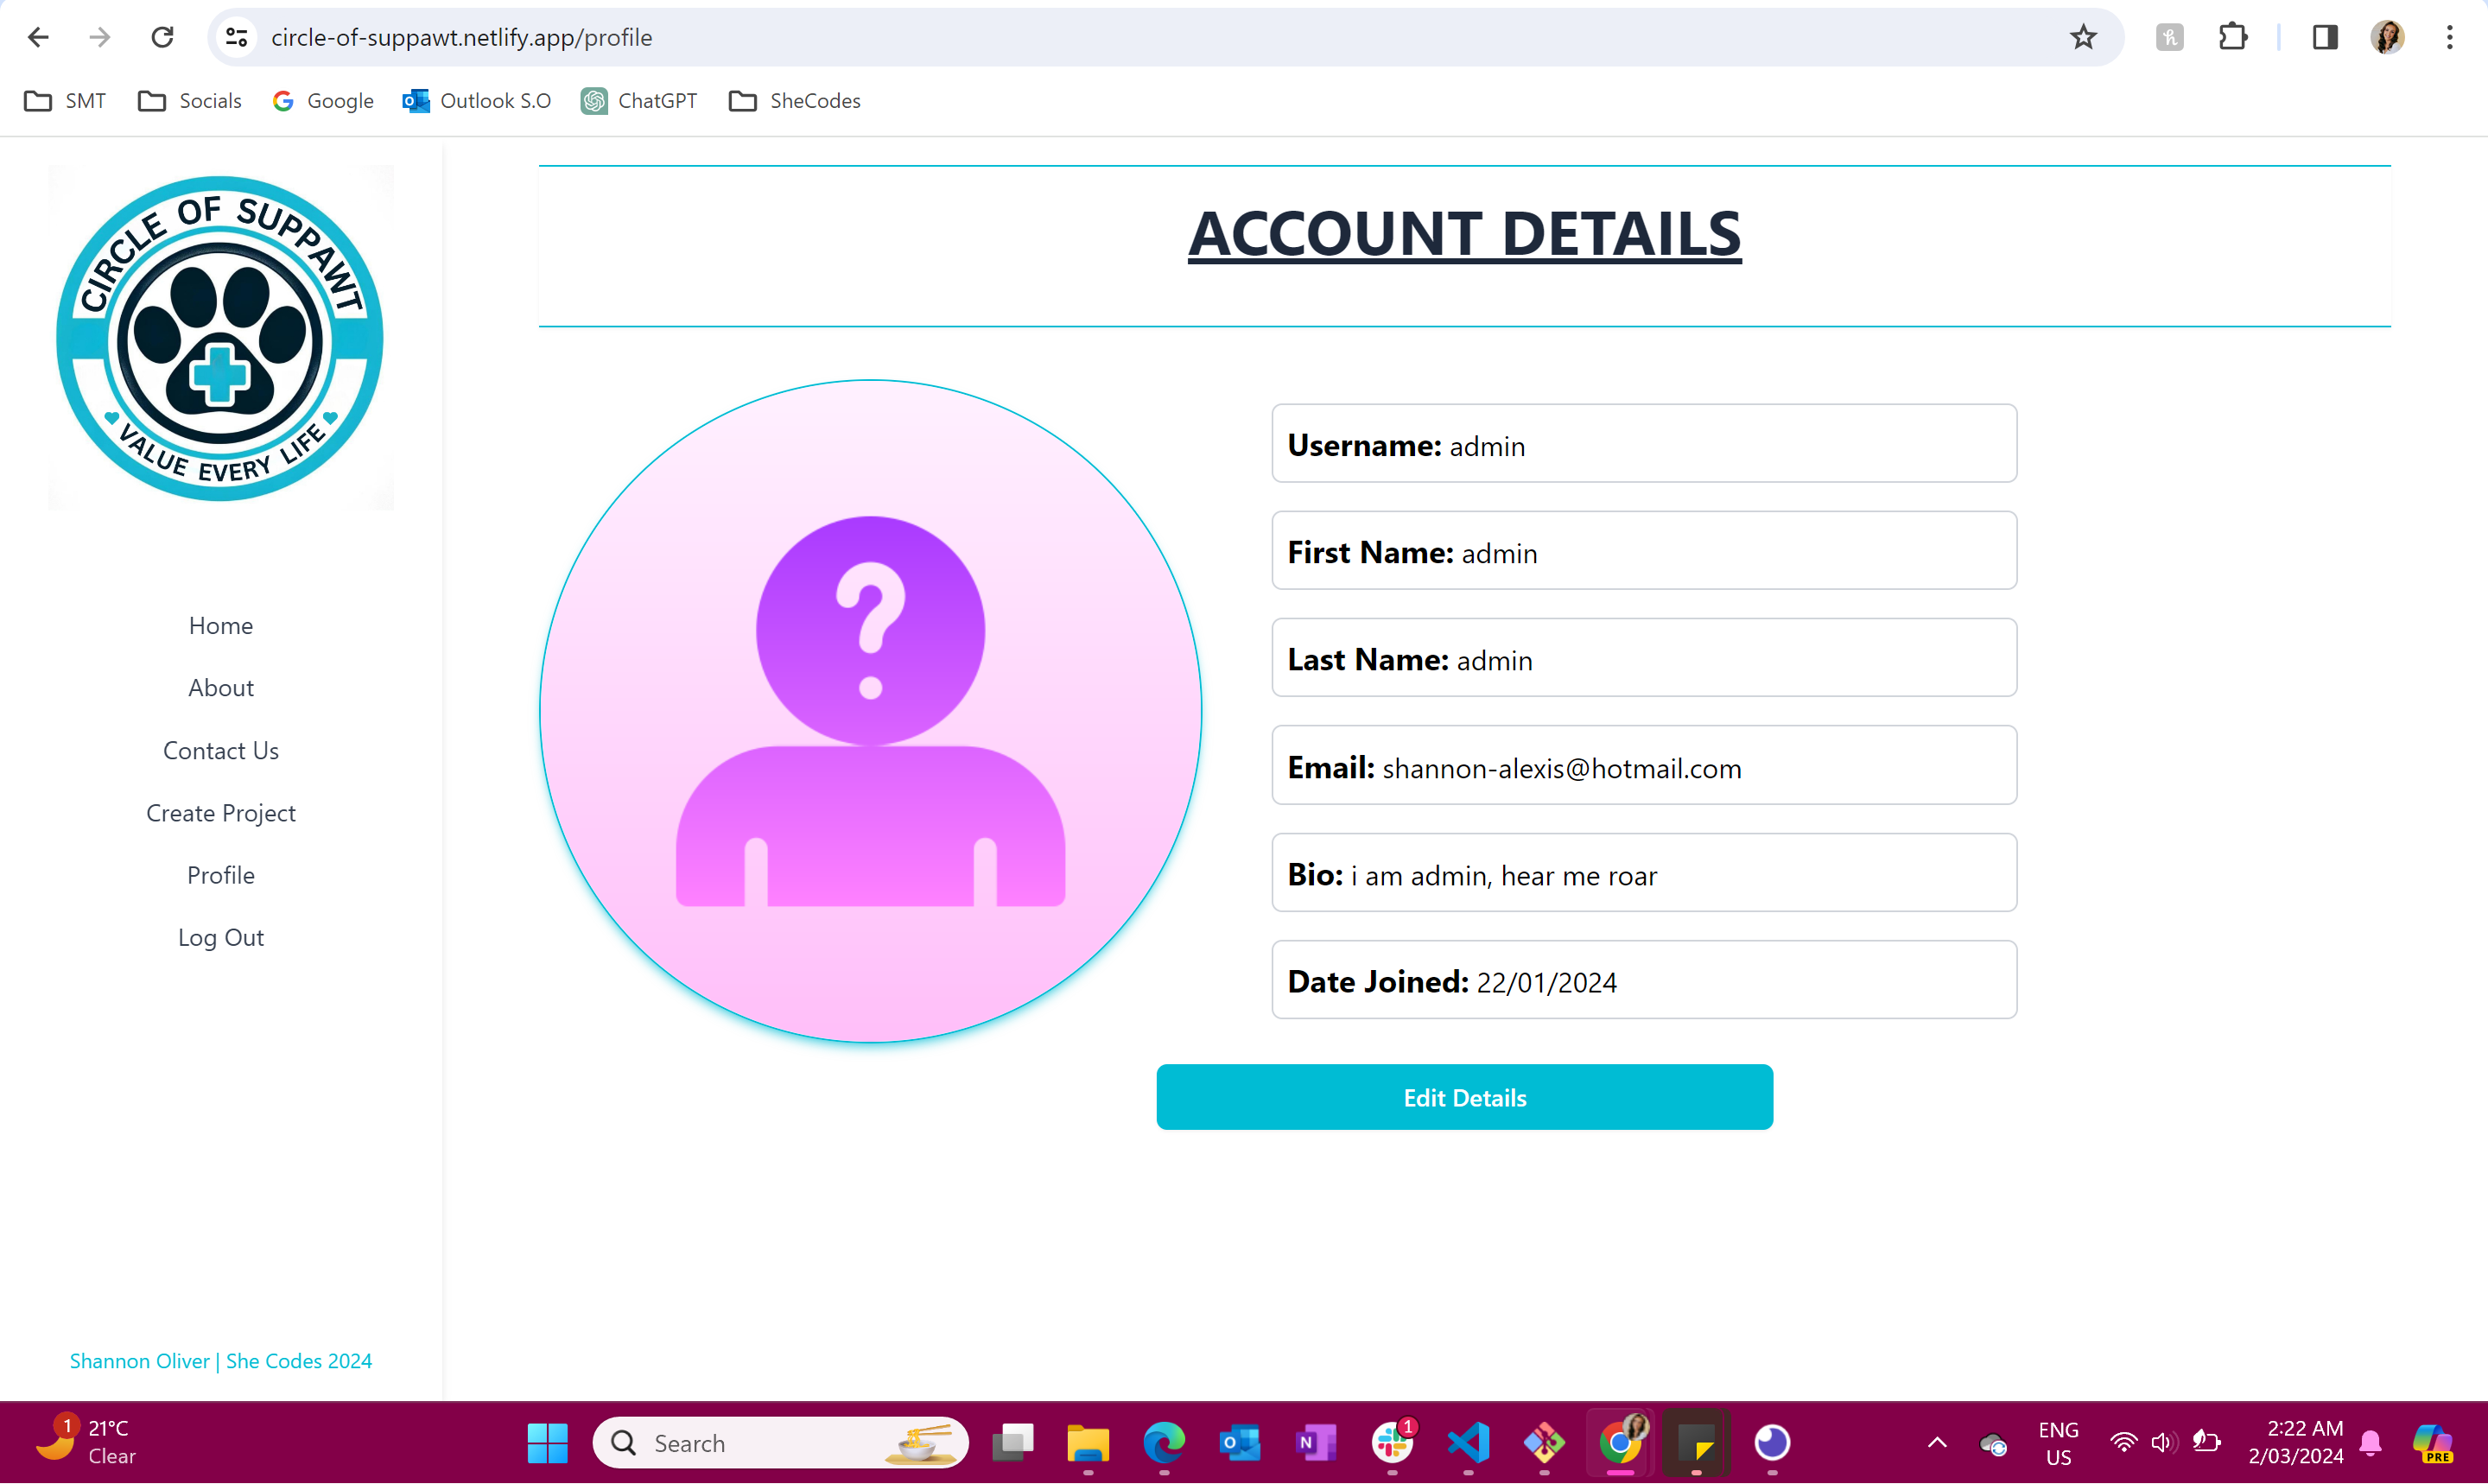 circle-of-suppawt.netlify.app/profile
SMT Socials Google Outlook S.O ChatGPT SheCodes
CIRCLE OF SUPPAWT
VALUE EVERY LIFE
Home
About
Contact Us
Create Project
Profile
Log Out
Shannon Oliver | She Codes 2024
ACCOUNT DETAILS
?
Username: admin
First Name: admin
Last Name: admin
Email: shannon-alexis@hotmail.com
Bio: i am admin, hear me roar
Date Joined: 22/01/2024
Edit Details
1
21°C
Clear
Search
1
ENG
US
2:22 AM
2/03/2024
PRE